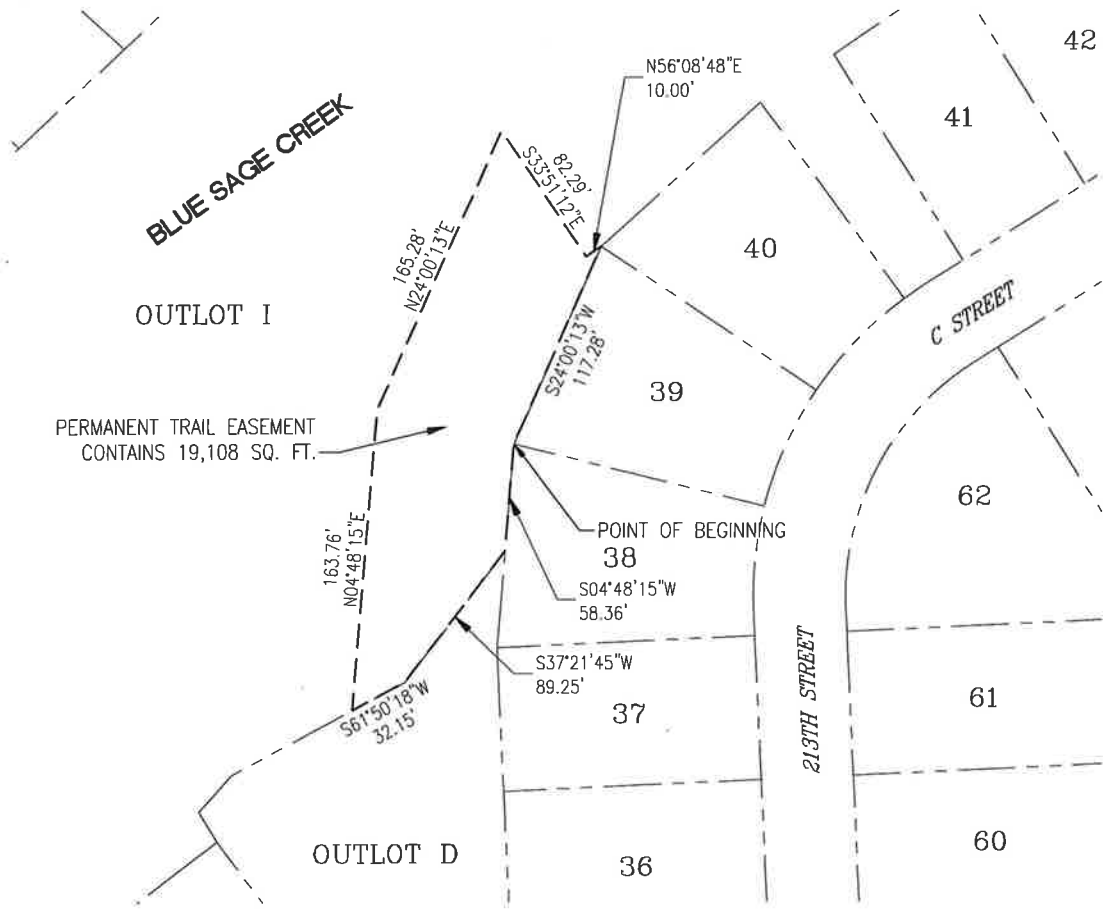 42
N56°08'48"E
10.00'
41
BLUE SAGE CREEK
82.29'
S33°51'12"E
40
165.28'
N24°00'13"E
OUTLOT I
C STREET
S24°00'13"W
117.28'
39
PERMANENT TRAIL EASEMENT
CONTAINS 19,108 SQ. FT.
62
POINT OF BEGINNING
38
163.76'
N04°48'15"E
S04°48'15"W
58.36'
S37°21'45"W
89.25'
213TH STREET
61
37
S61°50'18"W
32.15'
OUTLOT D
36
60